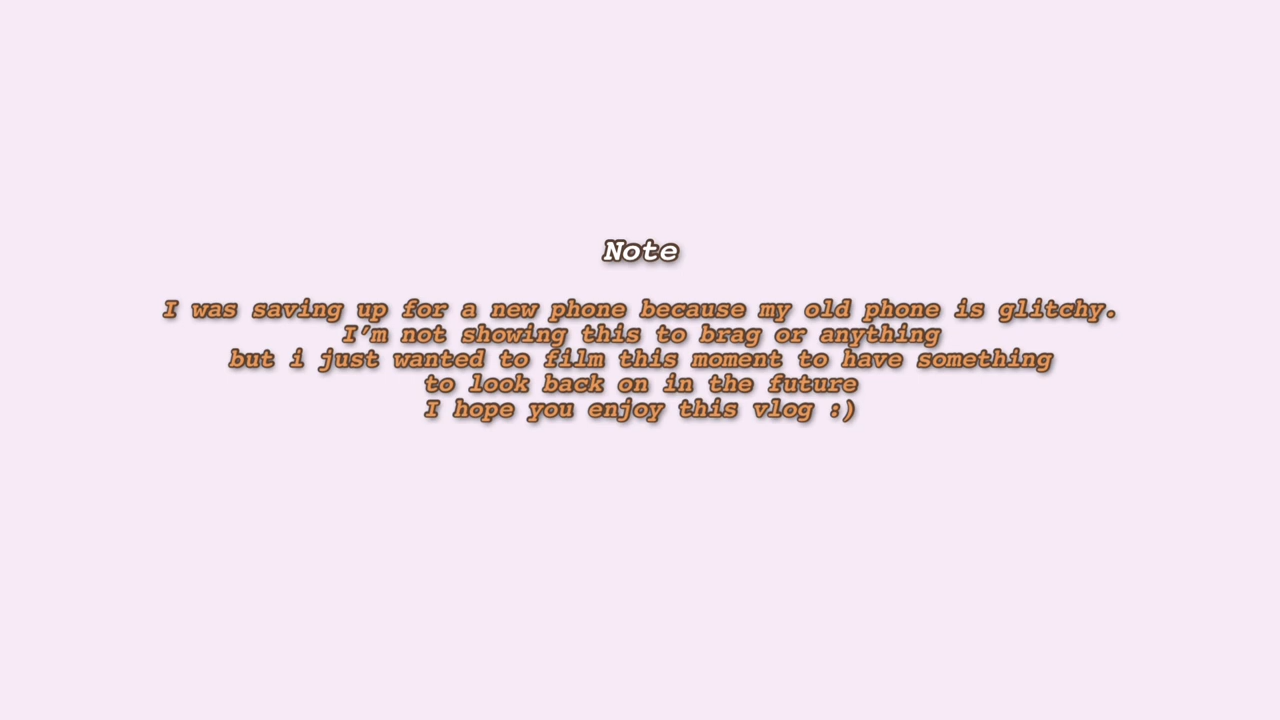 Note
I was saving up for a new phone because my old phone is glitchy.
I'm not showing this to brag or anything
but i just wanted to film this moment to have something
to look back on in the future
I hope you enjoy this vlog :)